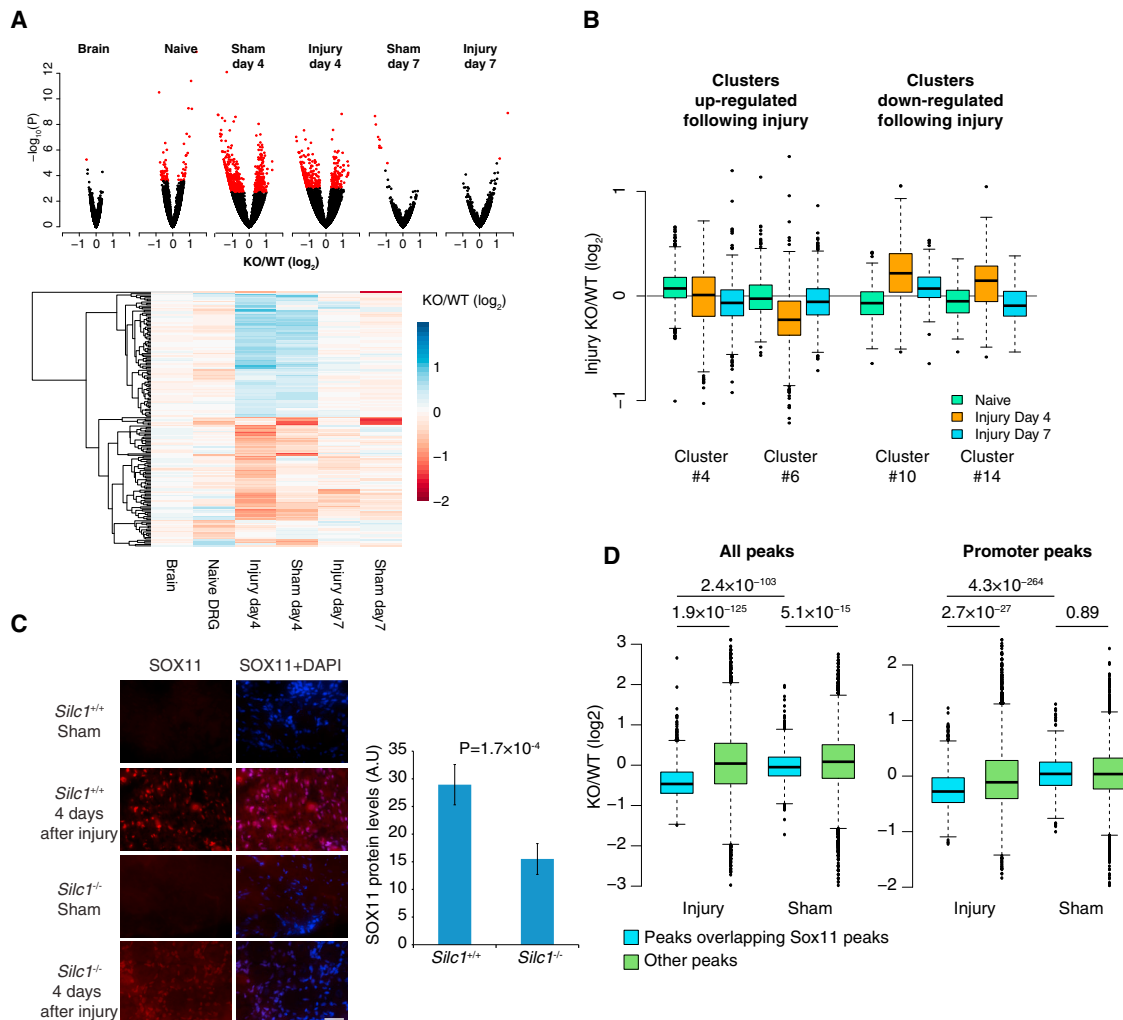 A
Brain
Naive
Sham
day 4
Injury
day 4
Sham
day 7
Injury
day 7
−log10(P)
12
10
8
6
4
2
0
−1 0 1
−1 0 1
−1 0 1
−1 0 1
−1 0 1
−1 0 1
KO/WT (log2)
KO/WT (log2)
1
0
−1
−2
Brain
Naive DRG
Injury day4
Sham day4
Injury day7
Sham day7
B
Clusters
up-regulated
following injury
Clusters
down-regulated
following injury
Injury KO/WT (log2)
1
0
−1
Naive
Injury Day 4
Injury Day 7
Cluster
#4
Cluster
#6
Cluster
#10
Cluster
#14
C
SOX11
SOX11+DAPI
Silc1+/+
Sham
Silc1+/+
4 days
after injury
Silc1-/-
Sham
Silc1-/-
4 days
after injury
SOX11 protein levels (A.U)
35
30
25
20
15
10
5
0
P=1.7×10-4
Silc1+/+
Silc1-/-
D
All peaks
2.4×10−103
1.9×10−125
5.1×10−15
KO/WT (log2)
3
2
1
0
−1
−2
−3
Injury
Sham
Promoter peaks
4.3×10−264
2.7×10−27
0.89
2
1
0
−1
−2
Injury
Sham
Peaks overlapping Sox11 peaks
Other peaks